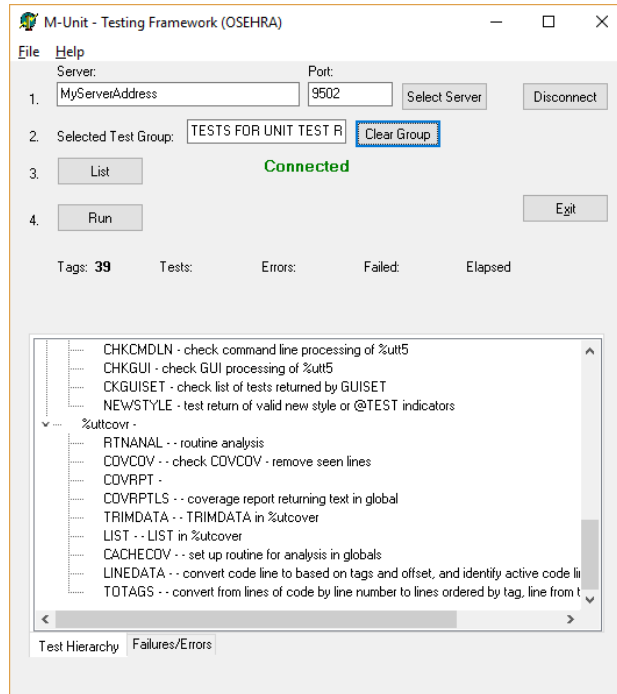 M-Unit - Testing Framework (OSEHRA)
File Help
Server: Port:
1. MyServerAddress 9502 Select Server Disconnect
2. Selected Test Group: TESTS FOR UNIT TEST R Clear Group
3. List Connected
Exit
4. Run
Tags: 39 Tests: Errors: Failed: Elapsed
CHKCMDLN - check command line processing of %utt5
CHKGUI - check GUI processing of %utt5
CKGUISET - check list of tests returned by GUISET
NEWSTYLE - test return of valid new style or @TEST indicators
%uttcovr -
RTNANAL - - routine analysis
COVCOV - - check COVCOV - remove seen lines
COVRPT -
COVRPTLS - - coverage report returning text in global
TRIMDATA - - TRIMDATA in %utcover
LIST - - LIST in %utcover
CACHECOV - - set up routine for analysis in globals
LINEDATA - - convert code line to based on tags and offset, and identify active code li
TOTAGS - - convert from lines of code by line number to lines ordered by tag, line from t
Test Hierarchy Failures/Errors